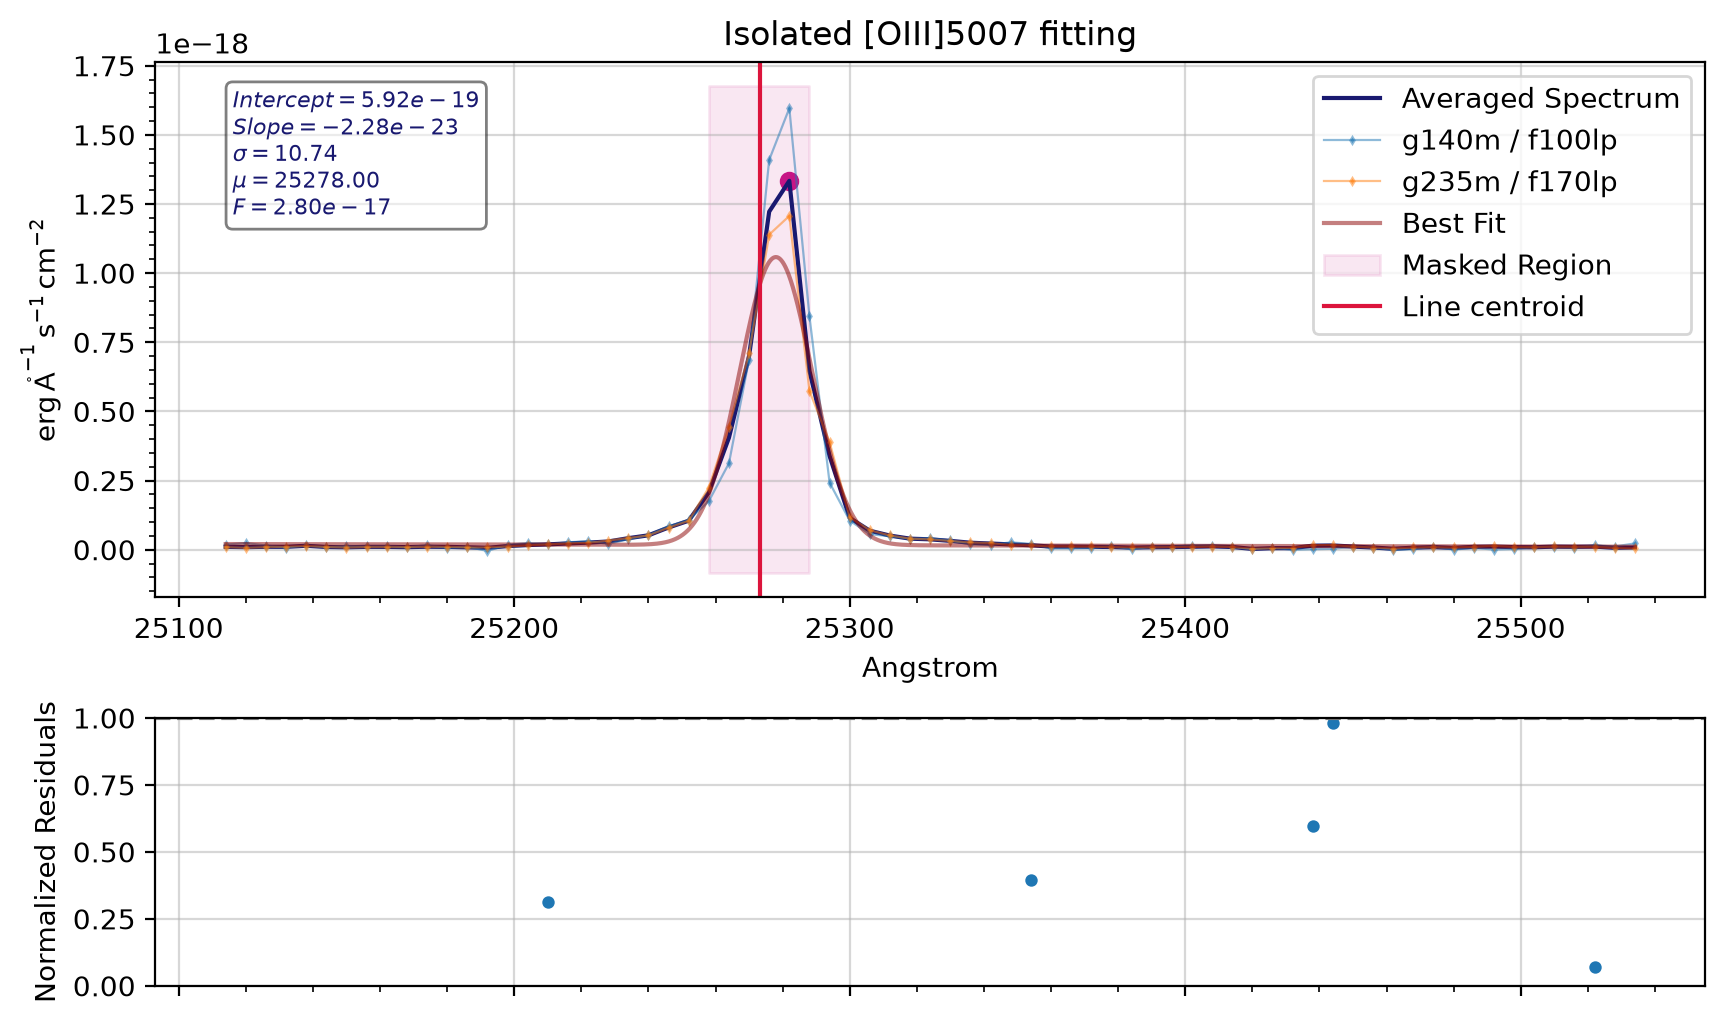 Isolated [OIII]5007 fitting
1e−18
1.75
1.50
1.25
1.00
0.75
0.50
0.25
0.00
erg Å⁻¹ s⁻¹ cm⁻²
Intercept = 5.92e − 19
Slope = −2.28e − 23
σ = 10.74
μ = 25278.00
F = 2.80e − 17
Averaged Spectrum
g140m / f100lp
g235m / f170lp
Best Fit
Masked Region
Line centroid
25100 25200 25300 25400 25500
Angstrom
1.00
0.75
0.50
0.25
0.00
Normalized Residuals